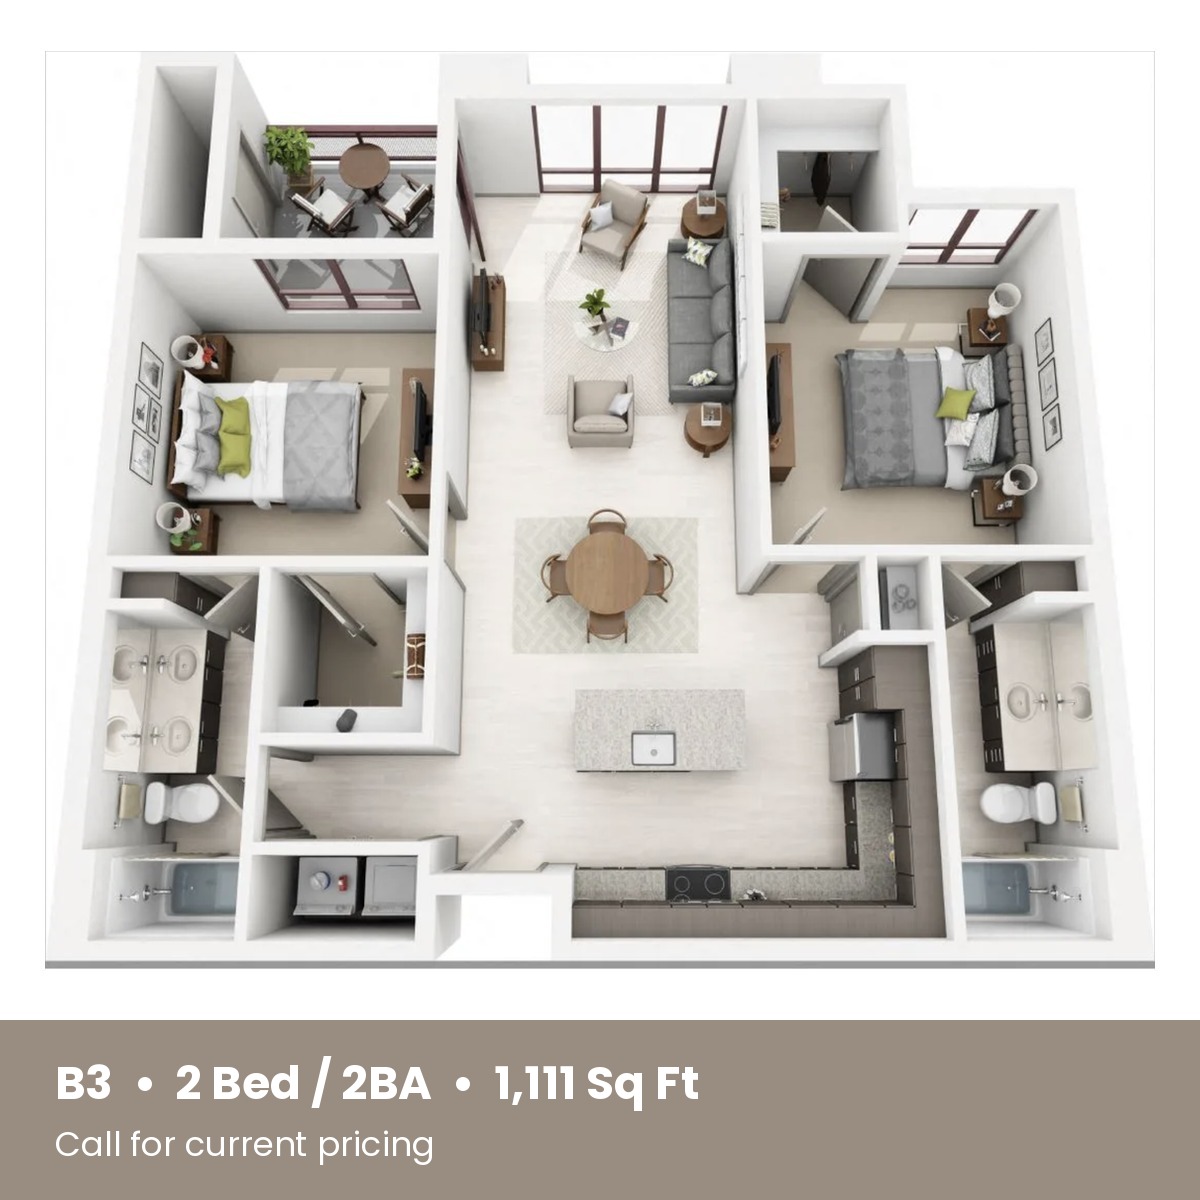 B3 • 2 Bed / 2BA • 1,111 Sq Ft
Call for current pricing